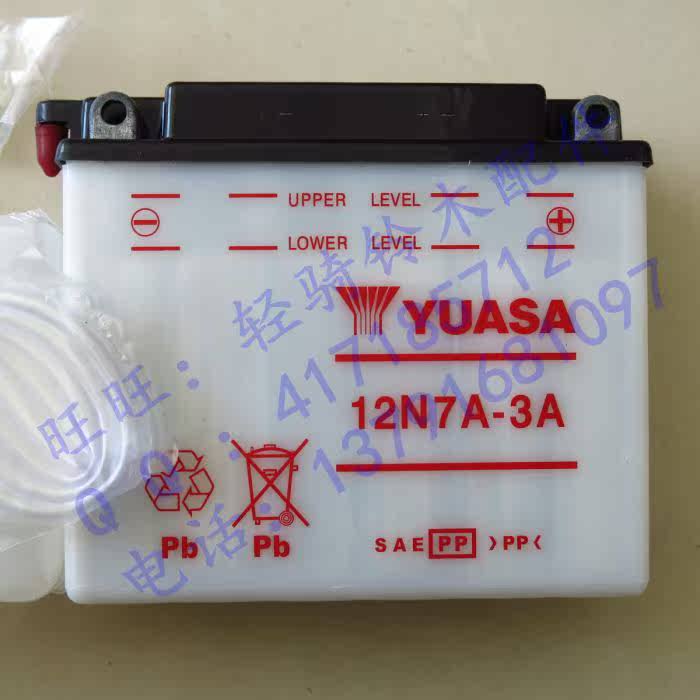 UPPER LEVEL
LOWER LEVEL
YUASA
12N7A-3A
Pb
Pb
SAE PP >PP<
旺旺：轻骑铃木配件
QQ：417185712
电话：13791681097